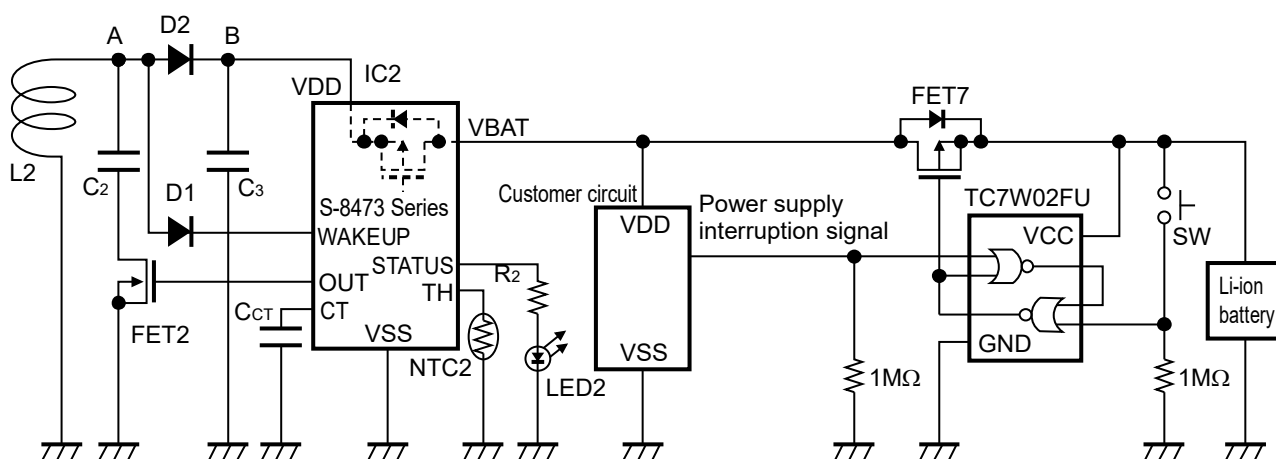 A
D2
B
L2
C2
D1
C3
FET2
VDD
IC2
VBAT
S-8473 Series
WAKEUP
STATUS
OUT
TH
CT
VSS
CCT
R2
NTC2
LED2
Customer circuit
VDD
VSS
Power supply
interruption signal
1MΩ
FET7
TC7W02FU
VCC
GND
SW
1MΩ
Li-ion
battery